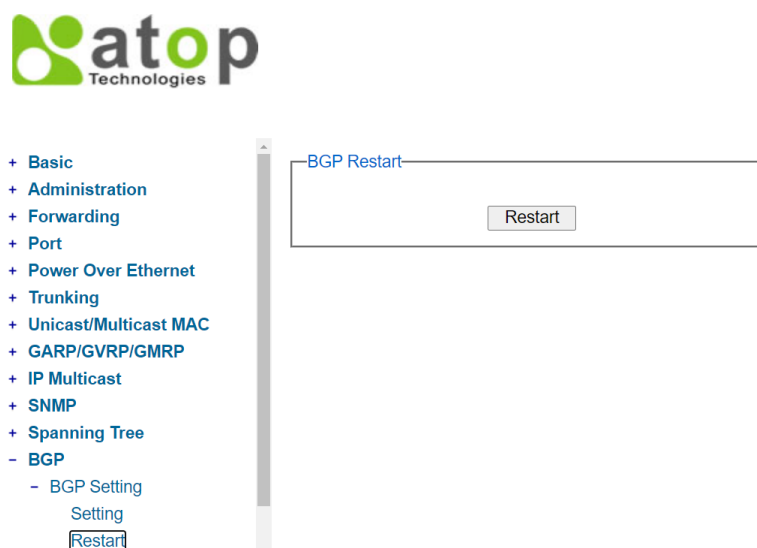 atop
Technologies
+ Basic
+ Administration
+ Forwarding
+ Port
+ Power Over Ethernet
+ Trunking
+ Unicast/Multicast MAC
+ GARP/GVRP/GMRP
+ IP Multicast
+ SNMP
+ Spanning Tree
− BGP
− BGP Setting
Setting
Restart
BGP Restart
Restart